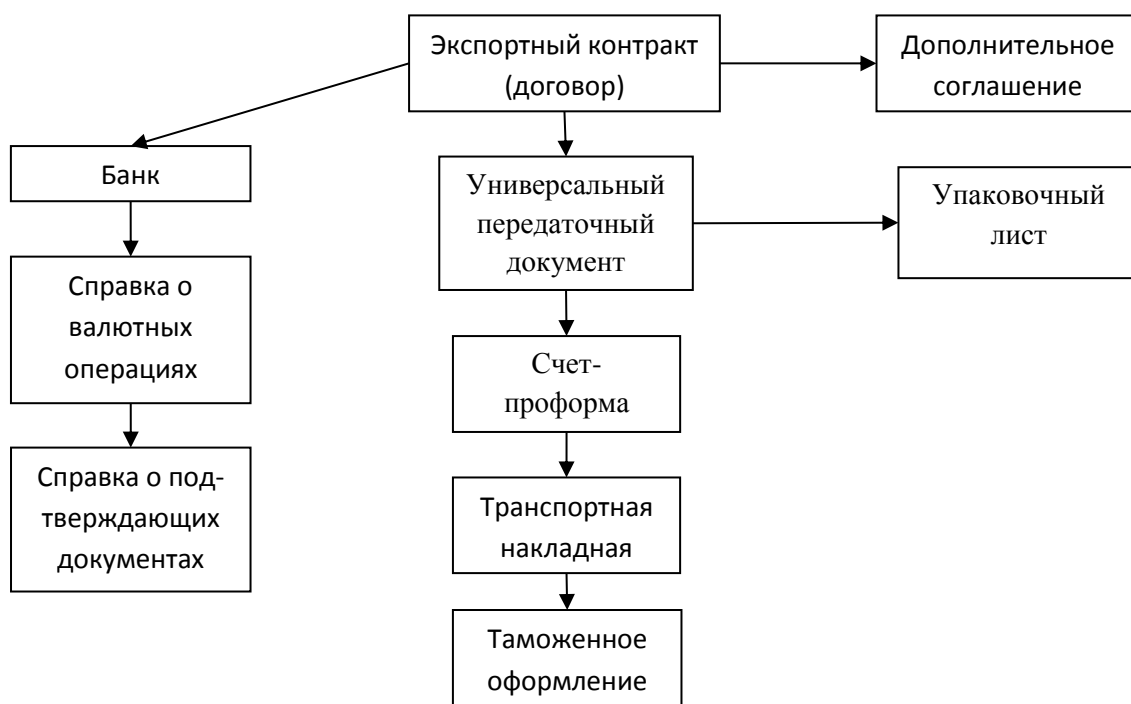 Экспортный контракт
(договор)
Дополнительное
соглашение
Банк
Универсальный
передаточный
документ
Упаковочный
лист
Справка о
валютных
операциях
Счет-
проформа
Справка о под-
тверждающих
документах
Транспортная
накладная
Таможенное
оформление